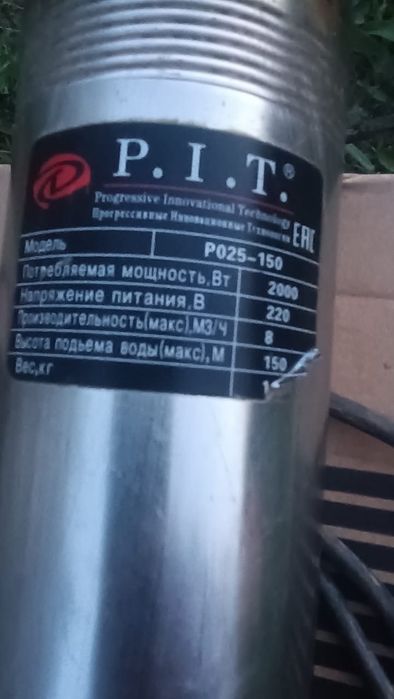 P.I.T.®
Progressive Innovational Technology
Прогрессивные Инновационные Технологии
EAC
Модель P025-150
Потребляемая мощность,Вт 2000
Напряжение питания,В 220
Производительность(макс),М3/Ч 8
Высота подъема воды(макс),М 150
Вес,кг